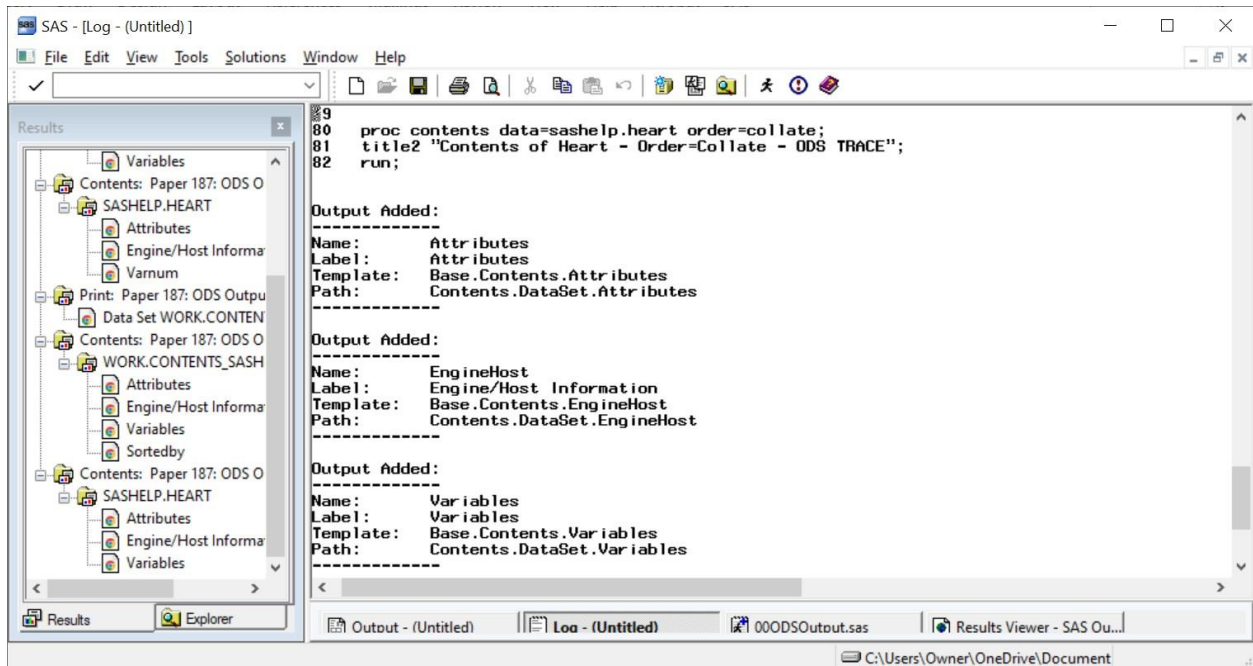 sas SAS - [Log - (Untitled) ]
File Edit View Tools Solutions Window Help
Results
Variables
Contents: Paper 187: ODS O
SASHELP.HEART
Attributes
Engine/Host Informa
Varnum
Print: Paper 187: ODS Outpu
Data Set WORK.CONTEN
Contents: Paper 187: ODS O
WORK.CONTENTS_SASH
Attributes
Engine/Host Informa
Variables
Sortedby
Contents: Paper 187: ODS O
SASHELP.HEART
Attributes
Engine/Host Informa
Variables
Results Explorer
80 proc contents data=sashelp.heart order=collate;
81 title2 "Contents of Heart - Order=Collate - ODS TRACE";
82 run;
Output Added:
-------------
Name: Attributes
Label: Attributes
Template: Base.Contents.Attributes
Path: Contents.DataSet.Attributes
-------------
Output Added:
-------------
Name: EngineHost
Label: Engine/Host Information
Template: Base.Contents.EngineHost
Path: Contents.DataSet.EngineHost
-------------
Output Added:
-------------
Name: Variables
Label: Variables
Template: Base.Contents.Variables
Path: Contents.DataSet.Variables
-------------
Output - (Untitled) Log - (Untitled) 00ODSOutput.sas Results Viewer - SAS Ou...
C:\Users\Owner\OneDrive\Document